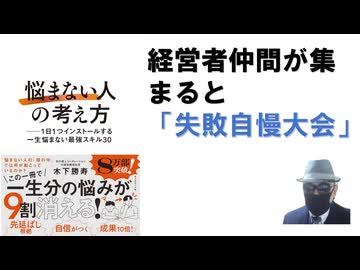 悩まない人
の考え方
──1日1つインストールする
一生悩まない最強スキル30
木下勝寿
8万部
突破!
この一冊で
一生分の悩みが
9割消える!
先延ばし
根絶
自信がつく
成果10倍!
経営者仲間が集
まると
「失敗自慢大会」